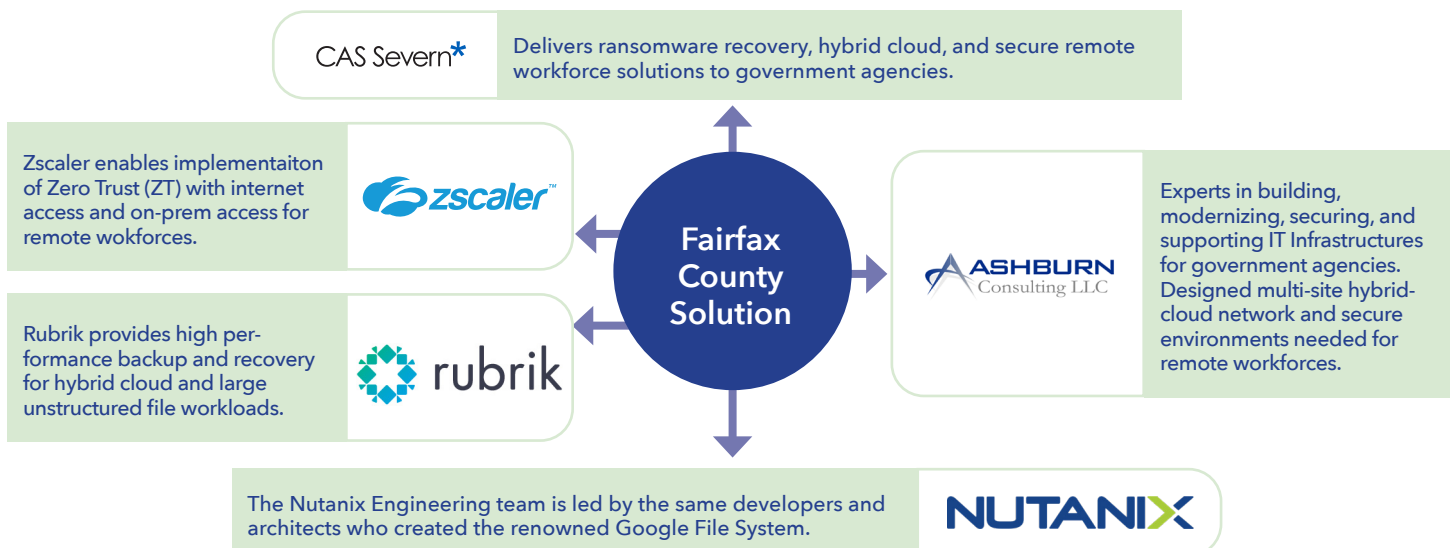 CAS Severn*
Delivers ransomware recovery, hybrid cloud, and secure remote
workforce solutions to government agencies.
Zscaler enables implementaiton
of Zero Trust (ZT) with internet
access and on-prem access for
remote wokforces.
zscaler™
Fairfax
County
Solution
ASHBURN
Consulting LLC
Experts in building,
modernizing, securing, and
supporting IT Infrastructures
for government agencies.
Designed multi-site hybrid-
cloud network and secure
environments needed for
remote workforces.
Rubrik provides high per-
formance backup and recovery
for hybrid cloud and large
unstructured file workloads.
rubrik
The Nutanix Engineering team is led by the same developers and
architects who created the renowned Google File System.
NUTANIX